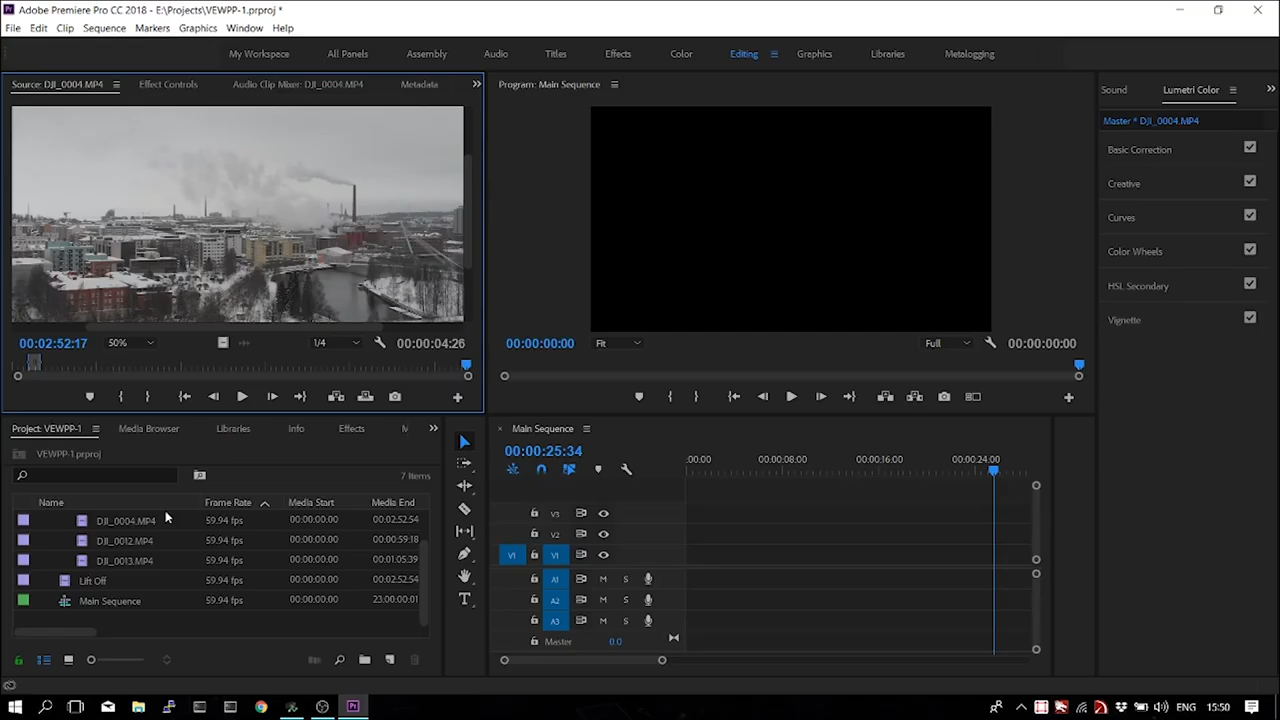 Adobe Premiere Pro CC 2018 - E:\Projects\VEWPP-1.prproj *
File Edit Clip Sequence Markers Graphics Window Help
My Workspace All Panels Assembly Audio Titles Effects Color Editing Graphics Libraries Metalogging
Source: DJI_0004.MP4 Effect Controls Audio Clip Mixer: DJI_0004.MP4 Metadata
Program: Main Sequence
Sound Lumetri Color
Master * DJI_0004.MP4
Basic Correction
Creative
Curves
Color Wheels
HSL Secondary
Vignette
00:02:52:17 50% 1/4 00:00:04:26
00:00:00:00 Fit Full 00:00:00:00
Project: VEWPP-1 Media Browser Libraries Info Effects M
VEWPP-1.prproj
7 Items
Name Frame Rate Media Start Media End
DJI_0004.MP4 59.94 fps 00:00:00:00 00:02:52:54
DJI_0012.MP4 59.94 fps 00:00:00:00 00:00:59:18
DJI_0013.MP4 59.94 fps 00:00:00:00 00:01:05:39
Lift Off 59.94 fps 00:00:00:00 00:02:52:54
Main Sequence 59.94 fps 00:00:00:00 23:00:00:01
× Main Sequence
00:00:25:34
:00:00 00:00:08:00 00:00:16:00 00:00:24:00
V3
V2
V1 V1
A1 M S
A2 M S
A3 M S
Master 0.0
T
ENG 15:50